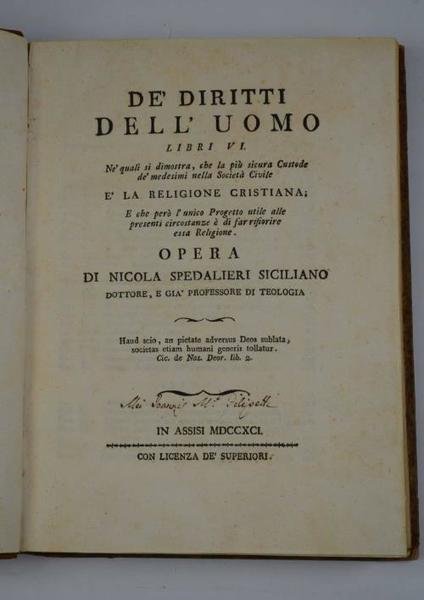 DE' DIRITTI
DELL' UOMO
LIBRI VI.
Ne' quali si dimostra, che la più sicura Custode
de' medesimi nella Società Civile
E' LA RELIGIONE CRISTIANA;
E che però l'unico Progetto utile alle
presenti circostanze è di far rifiorire
essa Religione.
OPERA
DI NICOLA SPEDALIERI SICILIANO
DOTTORE, E GIA' PROFESSORE DI TEOLOGIA
Haud scio, an pietate adversus Deos sublata,
societas etiam humani generis tollatur.
Cic. de Nat. Deor. lib. 2.
Mei Joannis M.
IN ASSISI MDCCXCI.
CON LICENZA DE' SUPERIORI.